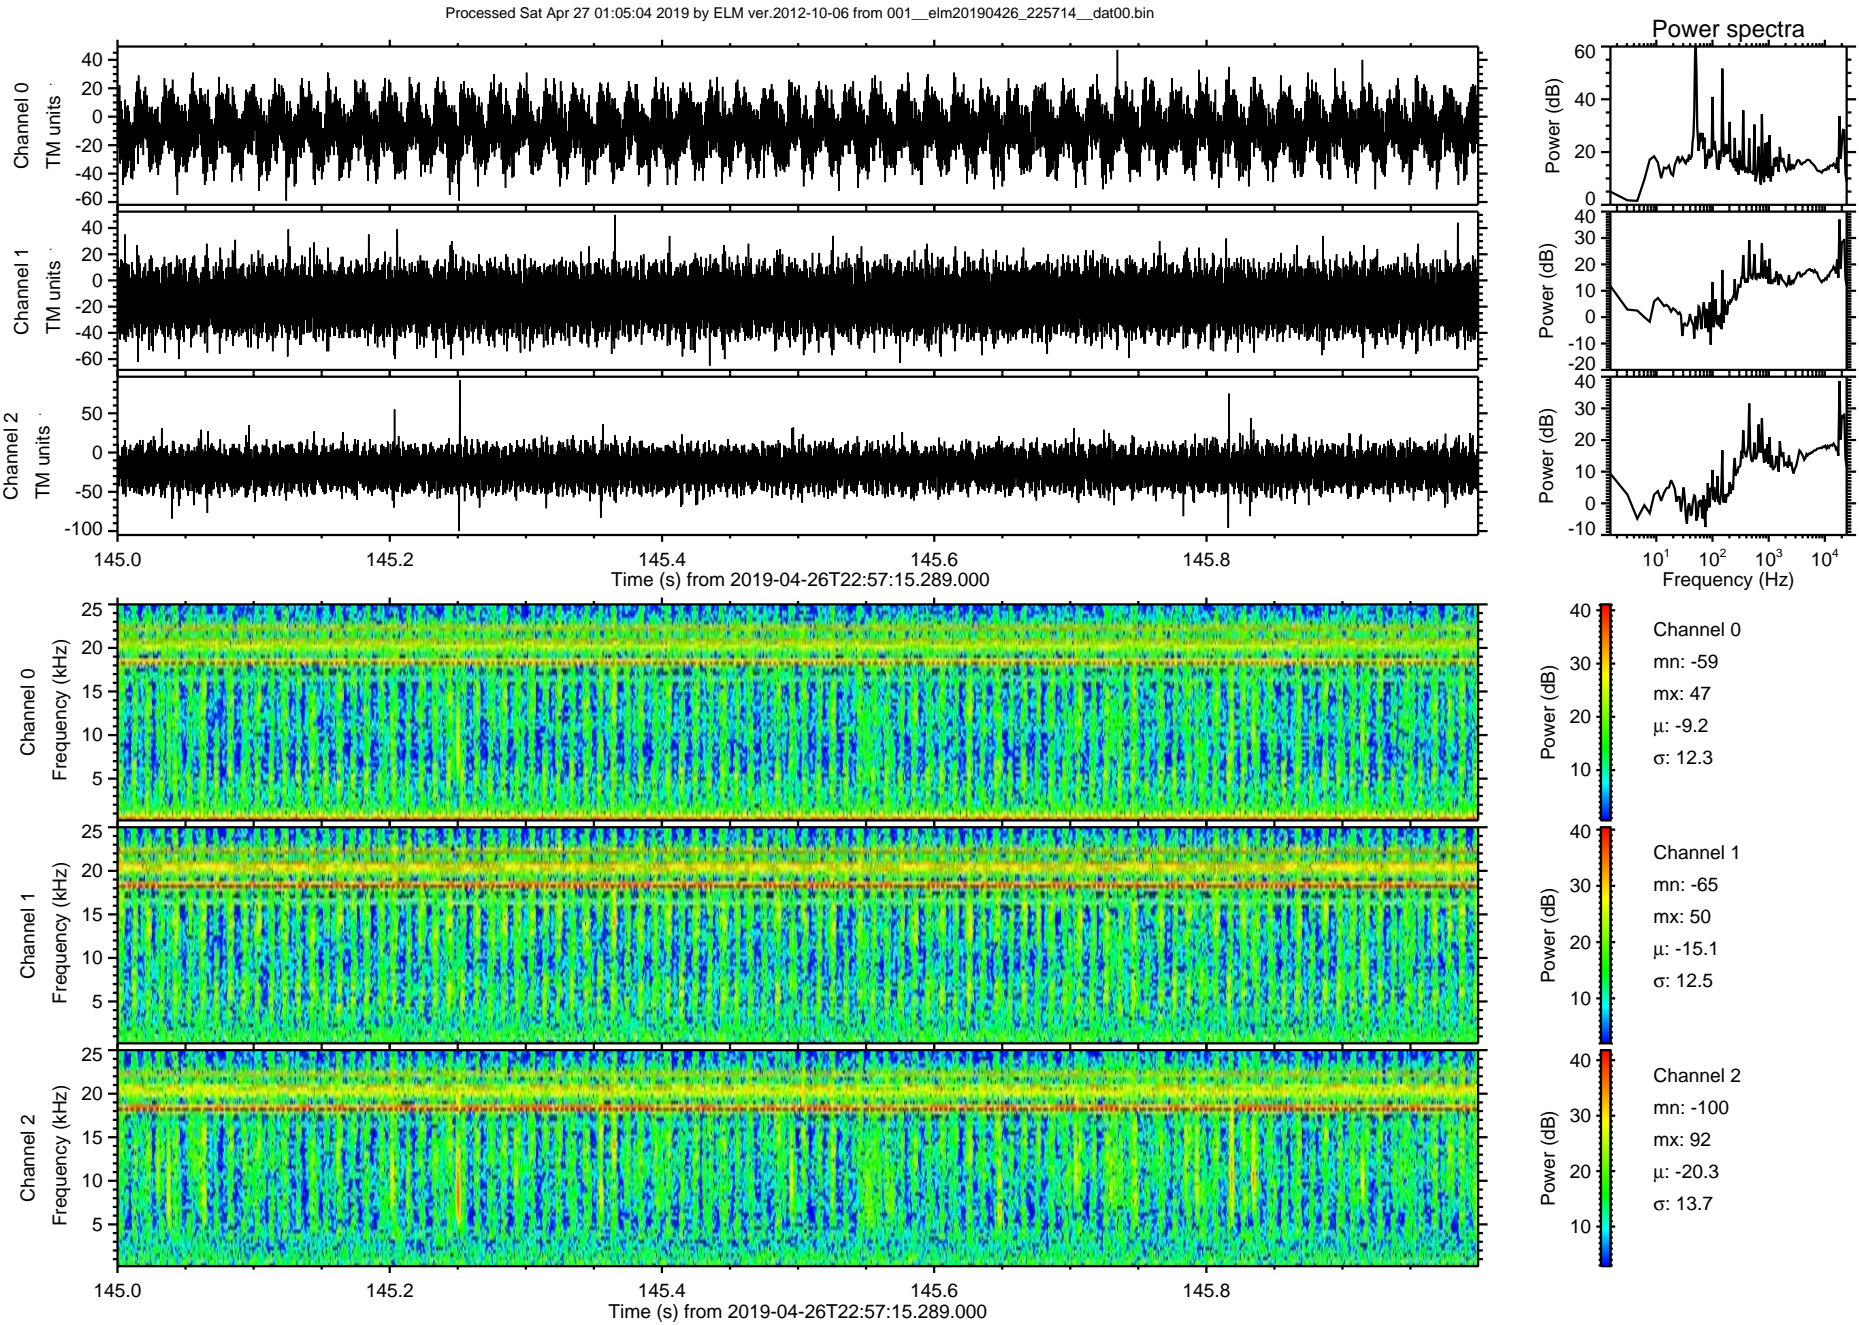 Processed Sat Apr 27 01:05:04 2019 by ELM ver.2012-10-06 from 001__elm20190426_225714__dat00.bin
Power spectra
Channel 0
TM units
40
20
0
-20
-40
-60
Power (dB)
60
40
20
0
Channel 1
TM units
40
20
0
-20
-40
-60
Power (dB)
40
30
20
10
0
-10
-20
Channel 2
TM units
50
0
-50
-100
Power (dB)
40
30
20
10
0
-10
145.0 145.2 145.4 145.6 145.8
Time (s) from 2019-04-26T22:57:15.289.000
10^1 10^2 10^3 10^4
Frequency (Hz)
Channel 0
Frequency (kHz)
25
20
15
10
5
Power (dB)
40
30
20
10
Channel 0
mn: -59
mx: 47
µ: -9.2
σ: 12.3
Channel 1
Frequency (kHz)
25
20
15
10
5
Power (dB)
40
30
20
10
Channel 1
mn: -65
mx: 50
µ: -15.1
σ: 12.5
Channel 2
Frequency (kHz)
25
20
15
10
5
Power (dB)
40
30
20
10
Channel 2
mn: -100
mx: 92
µ: -20.3
σ: 13.7
145.0 145.2 145.4 145.6 145.8
Time (s) from 2019-04-26T22:57:15.289.000